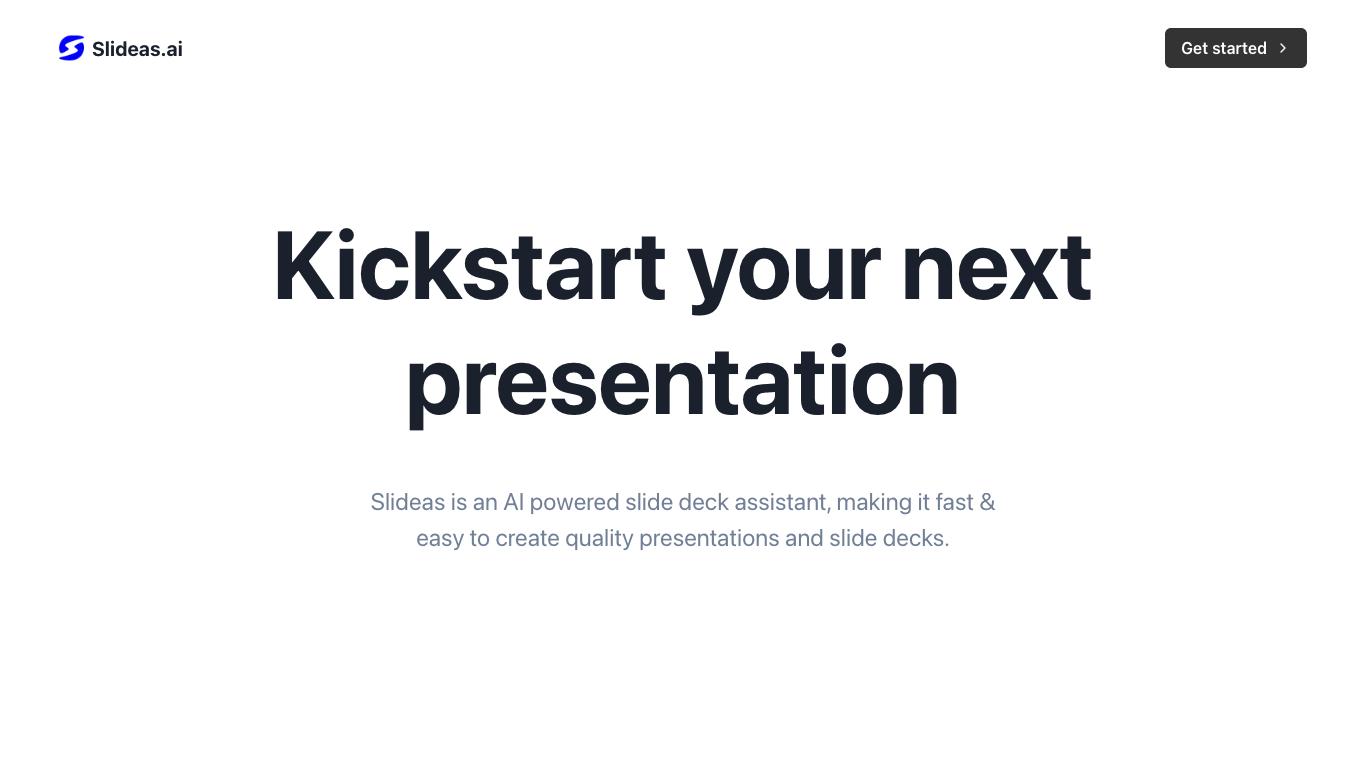 Slideas.ai
Get started
Kickstart your next
presentation
Slideas is an AI powered slide deck assistant, making it fast &
easy to create quality presentations and slide decks.